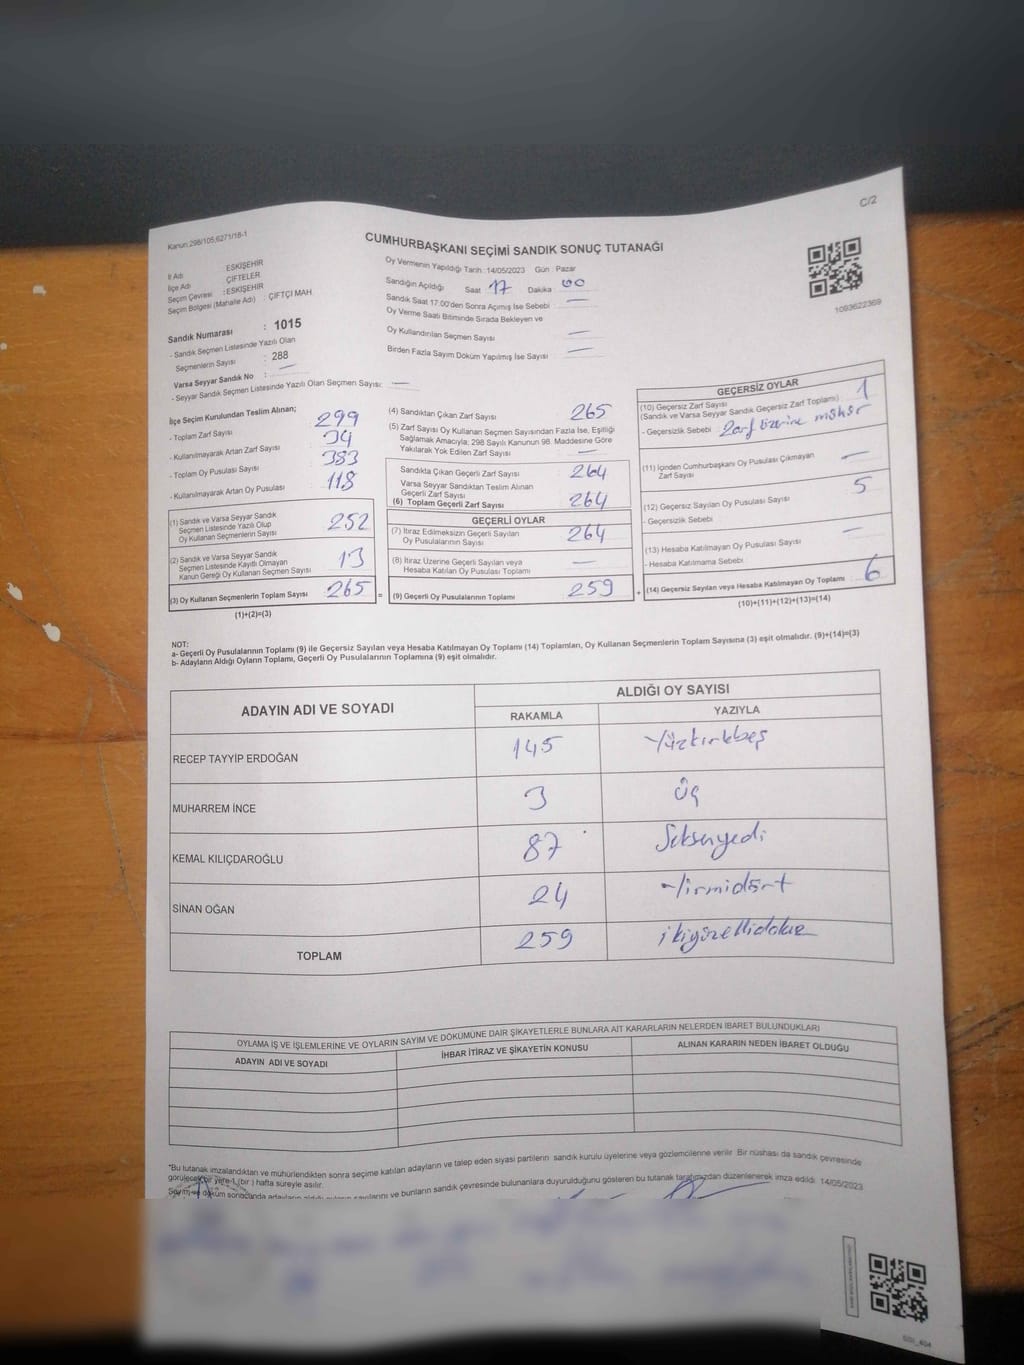 C/2
Kanun;298/105,6271/18-1
CUMHURBAŞKANI SEÇİMİ SANDIK SONUÇ TUTANAĞI
İl Adı : ESKİŞEHİR
İlçe Adı : ÇİFTELER
Seçim Çevresi : ESKİŞEHİR
Seçim Bölgesi (Mahalle Adı) : ÇİFTÇİ MAH
Oy Vermenin Yapıldığı Tarih :14/05/2023 Gün : Pazar
Sandığın Açıldığı Saat 17 Dakika 00
Sandık Saat 17:00'den Sonra Açımış İse Sebebi —
Oy Verme Saati Bitiminde Sırada Bekleyen ve
Oy Kullandırılan Seçmen Sayısı —
Birden Fazla Sayım Döküm Yapılmış İse Sayısı —
1093622369
Sandık Numarası : 1015
- Sandık Seçmen Listesinde Yazılı Olan
Seçmenlerin Sayısı : 288
Varsa Seyyar Sandık No : —
- Seyyar Sandık Seçmen Listesinde Yazılı Olan Seçmen Sayısı: —
İlçe Seçim Kurulundan Teslim Alınan;
- Toplam Zarf Sayısı 299
- Kullanılmayarak Artan Zarf Sayısı 34
- Toplam Oy Pusulası Sayısı 383
- Kullanılmayarak Artan Oy Pusulası 118
(1) Sandık ve Varsa Seyyar Sandık
Seçmen Listesinde Yazılı Olup
Oy Kullanan Seçmenlerin Sayısı 252
(2) Sandık ve Varsa Seyyar Sandık
Seçmen Listesinde Kayıtlı Olmayan
Kanun Gereği Oy Kullanan Seçmen Sayısı 13
(3) Oy Kullanan Seçmenlerin Toplam Sayısı 265 =
(1)+(2)=(3)
(4) Sandıktan Çıkan Zarf Sayısı 265
(5) Zarf Sayısı Oy Kullanan Seçmen Sayısından Fazla İse, Eşitliği
Sağlamak Amacıyla; 298 Sayılı Kanunun 98. Maddesine Göre
Yakılarak Yok Edilen Zarf Sayısı —
Sandıkta Çıkan Geçerli Zarf Sayısı 264
Varsa Seyyar Sandıktan Teslim Alınan
Geçerli Zarf Sayısı
(6) Toplam Geçerli Zarf Sayısı 264
GEÇERLİ OYLAR
(7) İtiraz Edilmeksizin Geçerli Sayılan
Oy Pusulalarının Sayısı 264
(8) İtiraz Üzerine Geçerli Sayılan veya
Hesaba Katılan Oy Pusulası Toplamı —
(9) Geçerli Oy Pusulalarının Toplamı 259 +
GEÇERSİZ OYLAR
(10) Geçersiz Zarf Sayısı 1
(Sandık ve Varsa Seyyar Sandık Geçersiz Zarf Toplamı)
- Geçersizlik Sebebi Zarf üzerine mühür
(11) İçinden Cumhurbaşkanı Oy Pusulası Çıkmayan
Zarf Sayısı —
(12) Geçersiz Sayılan Oy Pusulası Sayısı 5
- Geçersizlik Sebebi
(13) Hesaba Katılmayan Oy Pusulası Sayısı —
- Hesaba Katılmama Sebebi
(14) Geçersiz Sayılan veya Hesaba Katılmayan Oy Toplamı 6
(10)+(11)+(12)+(13)=(14)
NOT:
a- Geçerli Oy Pusulalarının Toplamı (9) ile Geçersiz Sayılan veya Hesaba Katılmayan Oy Toplamı (14) Toplamları, Oy Kullanan Seçmenlerin Toplam Sayısına (3) eşit olmalıdır. (9)+(14)=(3)
b- Adayların Aldığı Oyların Toplamı, Geçerli Oy Pusulalarının Toplamına (9) eşit olmalıdır.
ADAYIN ADI VE SOYADI
ALDIĞI OY SAYISI
RAKAMLA YAZIYLA
RECEP TAYYİP ERDOĞAN 145 Yüzkırkbeş
MUHARREM İNCE 3 Üç
KEMAL KILIÇDAROĞLU 87 Seksenyedi
SİNAN OĞAN 24 Yirmidört
TOPLAM 259 ikiyüzellidokuz
OYLAMA İŞ VE İŞLEMLERİNE VE OYLARIN SAYIM VE DÖKÜMÜNE DAİR ŞİKAYETLERLE BUNLARA AİT KARARLARIN NELERDEN İBARET BULUNDUKLARI
ADAYIN ADI VE SOYADI İHBAR İTİRAZ VE ŞİKAYETİN KONUSU ALINAN KARARIN NEDEN İBARET OLDUĞU
*Bu tutanak imzalandıktan ve mühürlendikten sonra seçime katılan adayların ve talep eden siyasi partilerin sandık kurulu üyelerine veya gözlemcilerine verilir. Bir nüshası da sandık çevresinde
görülecek bir yere 1 (bir ) hafta süreyle asılır.
Sayım ve döküm sonucunda adayların aldığı oyların sayılarını ve bunların sandık çevresinde bulunanlara duyurulduğunu gösteren bu tutanak tarafımızdan düzenlenerek imza edildi. 14/05/2023